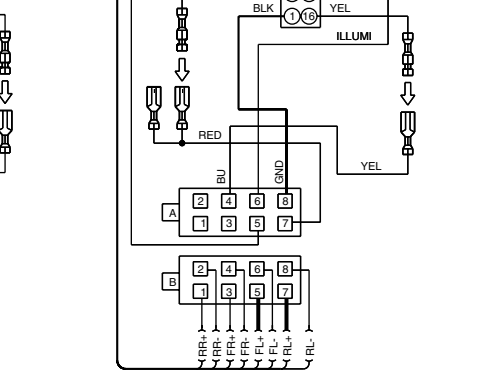 BLK 1 16 YEL
ILLUMI
RED
YEL
BU
GND
A
2 4 6 8
1 3 5 7
B
2 4 6 8
1 3 5 7
RR+
RR-
FR+
FR-
FL+
FL-
RL+
RL-